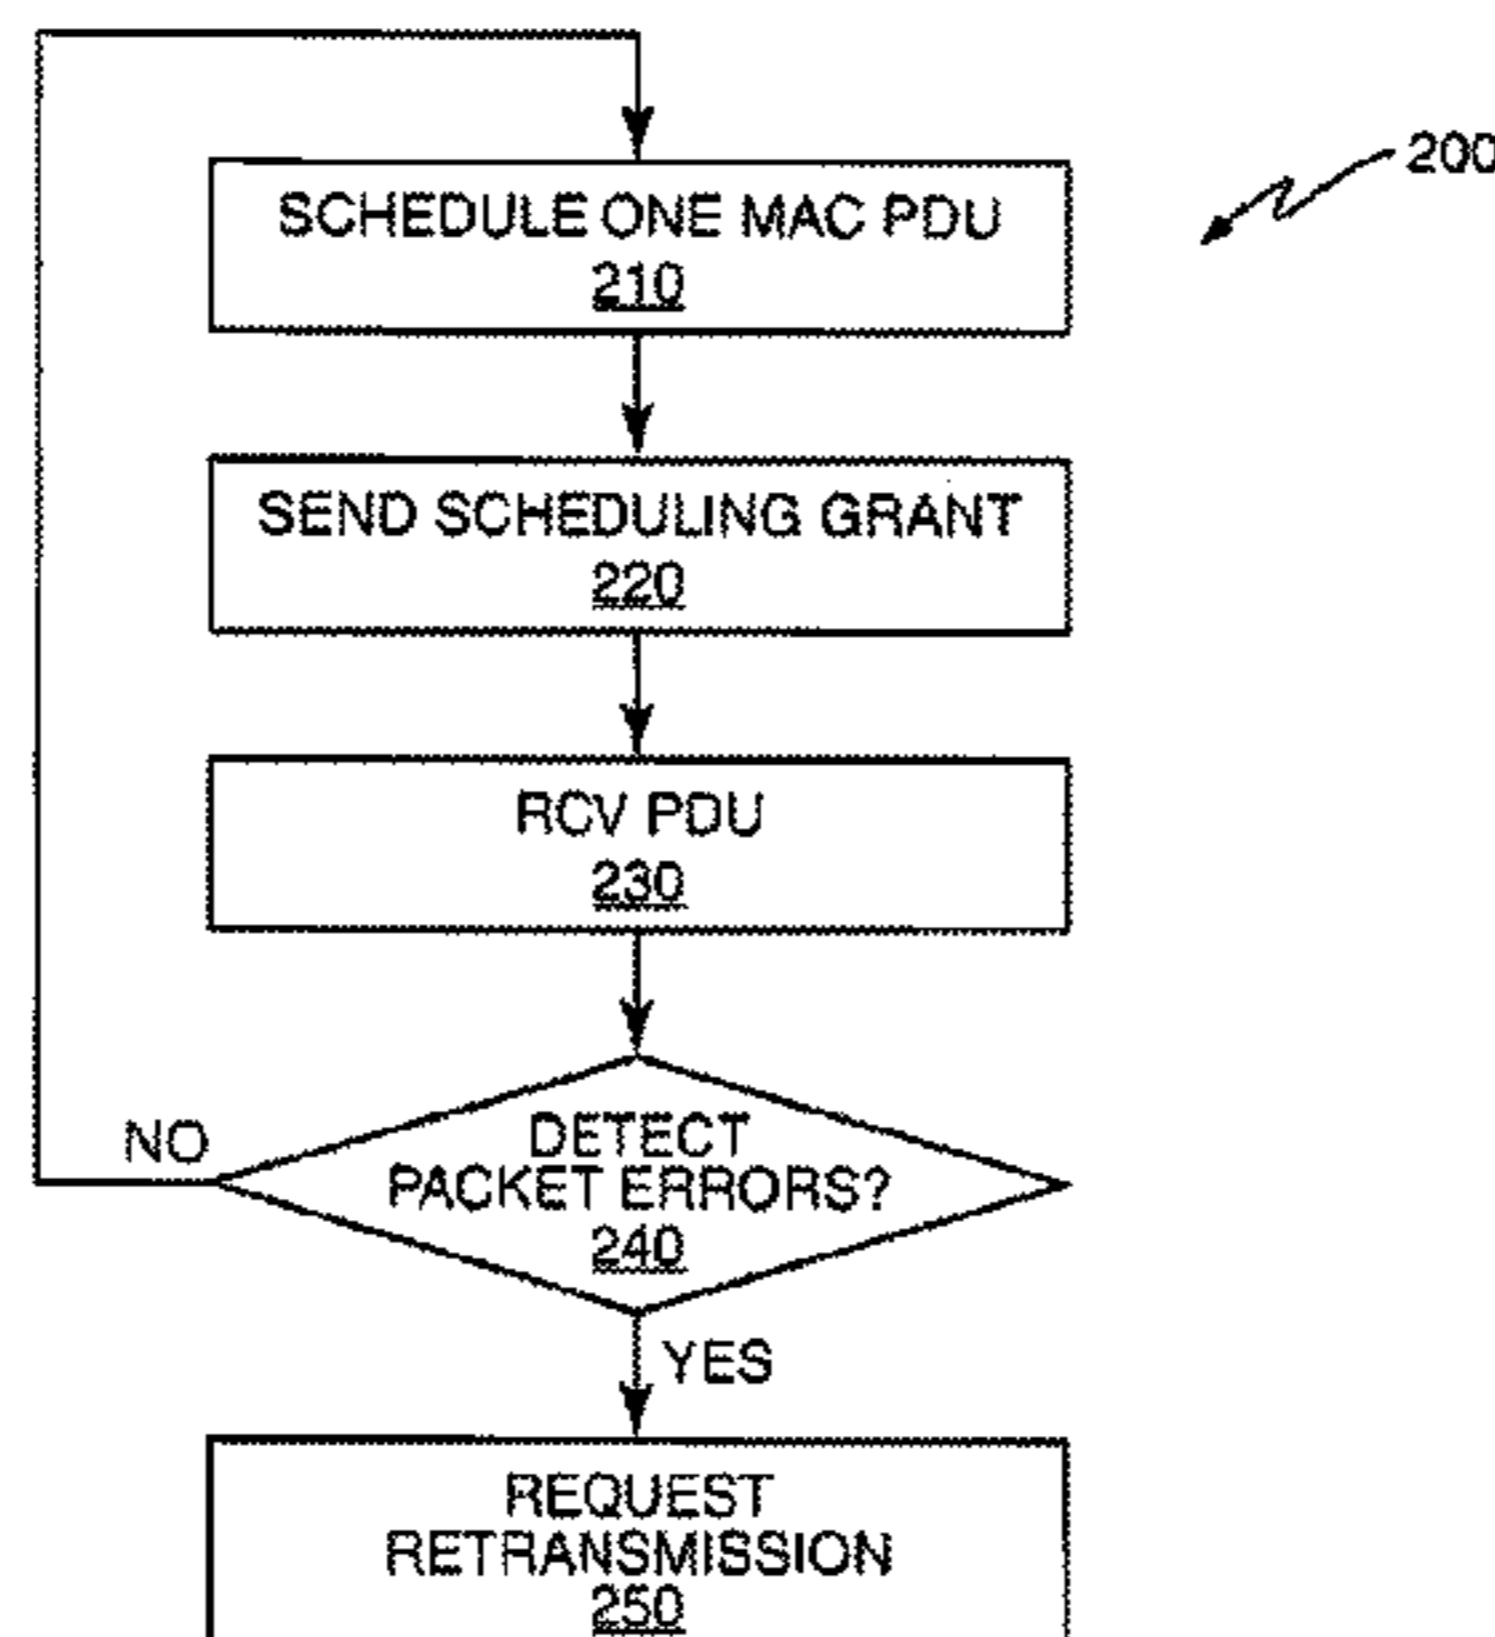 200
SCHEDULE ONE MAC PDU
210
SEND SCHEDULING GRANT
220
RCV PDU
230
DETECT
PACKET ERRORS?
240
NO
YES
REQUEST
RETRANSMISSION
250